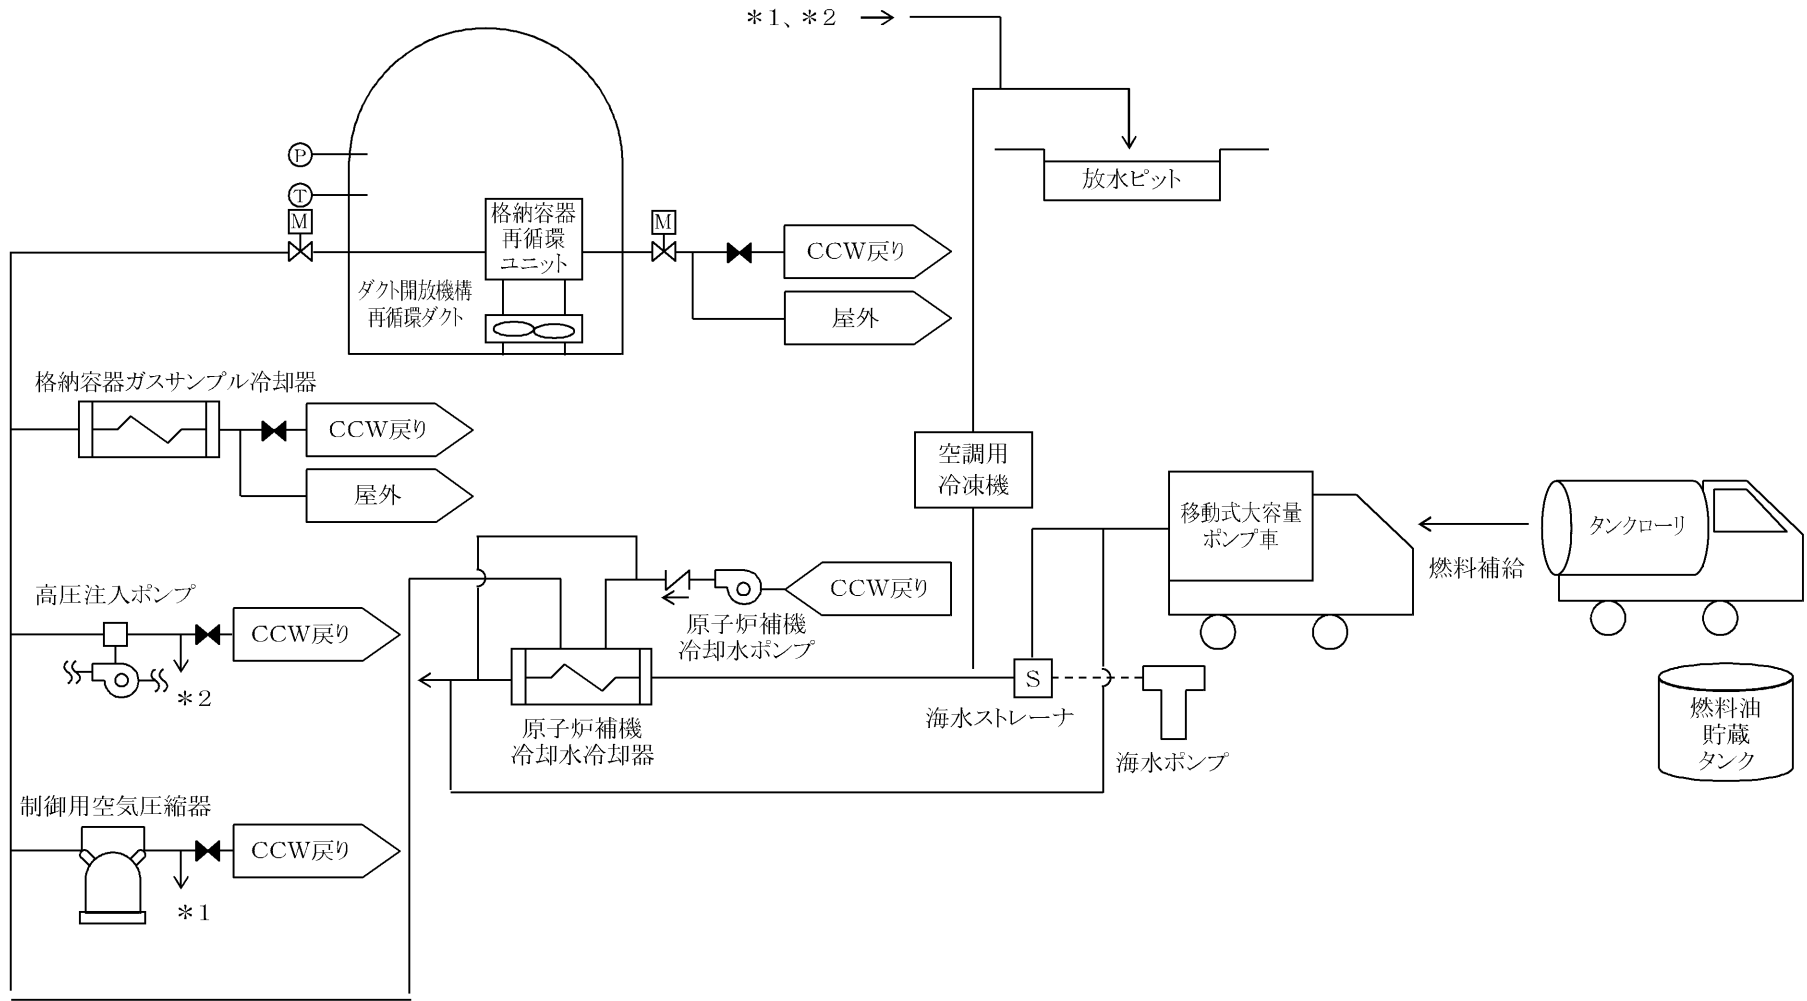 ＊1、＊2
放水ピット
P
T
M
M
格納容器
再循環
ユニット
CCW戻り
屋外
ダクト開放機構
再循環ダクト
格納容器ガスサンプル冷却器
CCW戻り
屋外
空調用
冷凍機
移動式大容量
ポンプ車
タンクローリ
燃料補給
高圧注入ポンプ
CCW戻り
＊2
CCW戻り
原子炉補機
冷却水ポンプ
S
海水ストレーナ
海水ポンプ
燃料油
貯蔵
タンク
原子炉補機
冷却水冷却器
制御用空気圧縮器
CCW戻り
＊1